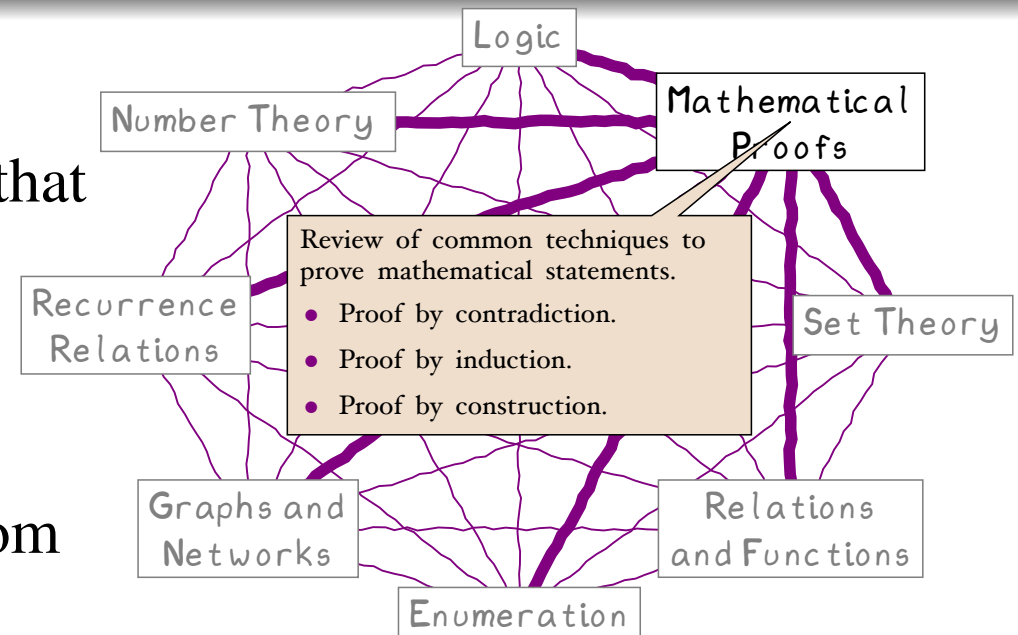 Logic
Mathematical
Proofs
Number Theory
that
Review of common techniques to
prove mathematical statements.
• Proof by contradiction.
• Proof by induction.
• Proof by construction.
Recurrence
Relations
Set Theory
Graphs and
Networks
Relations
and Functions
om
Enumeration